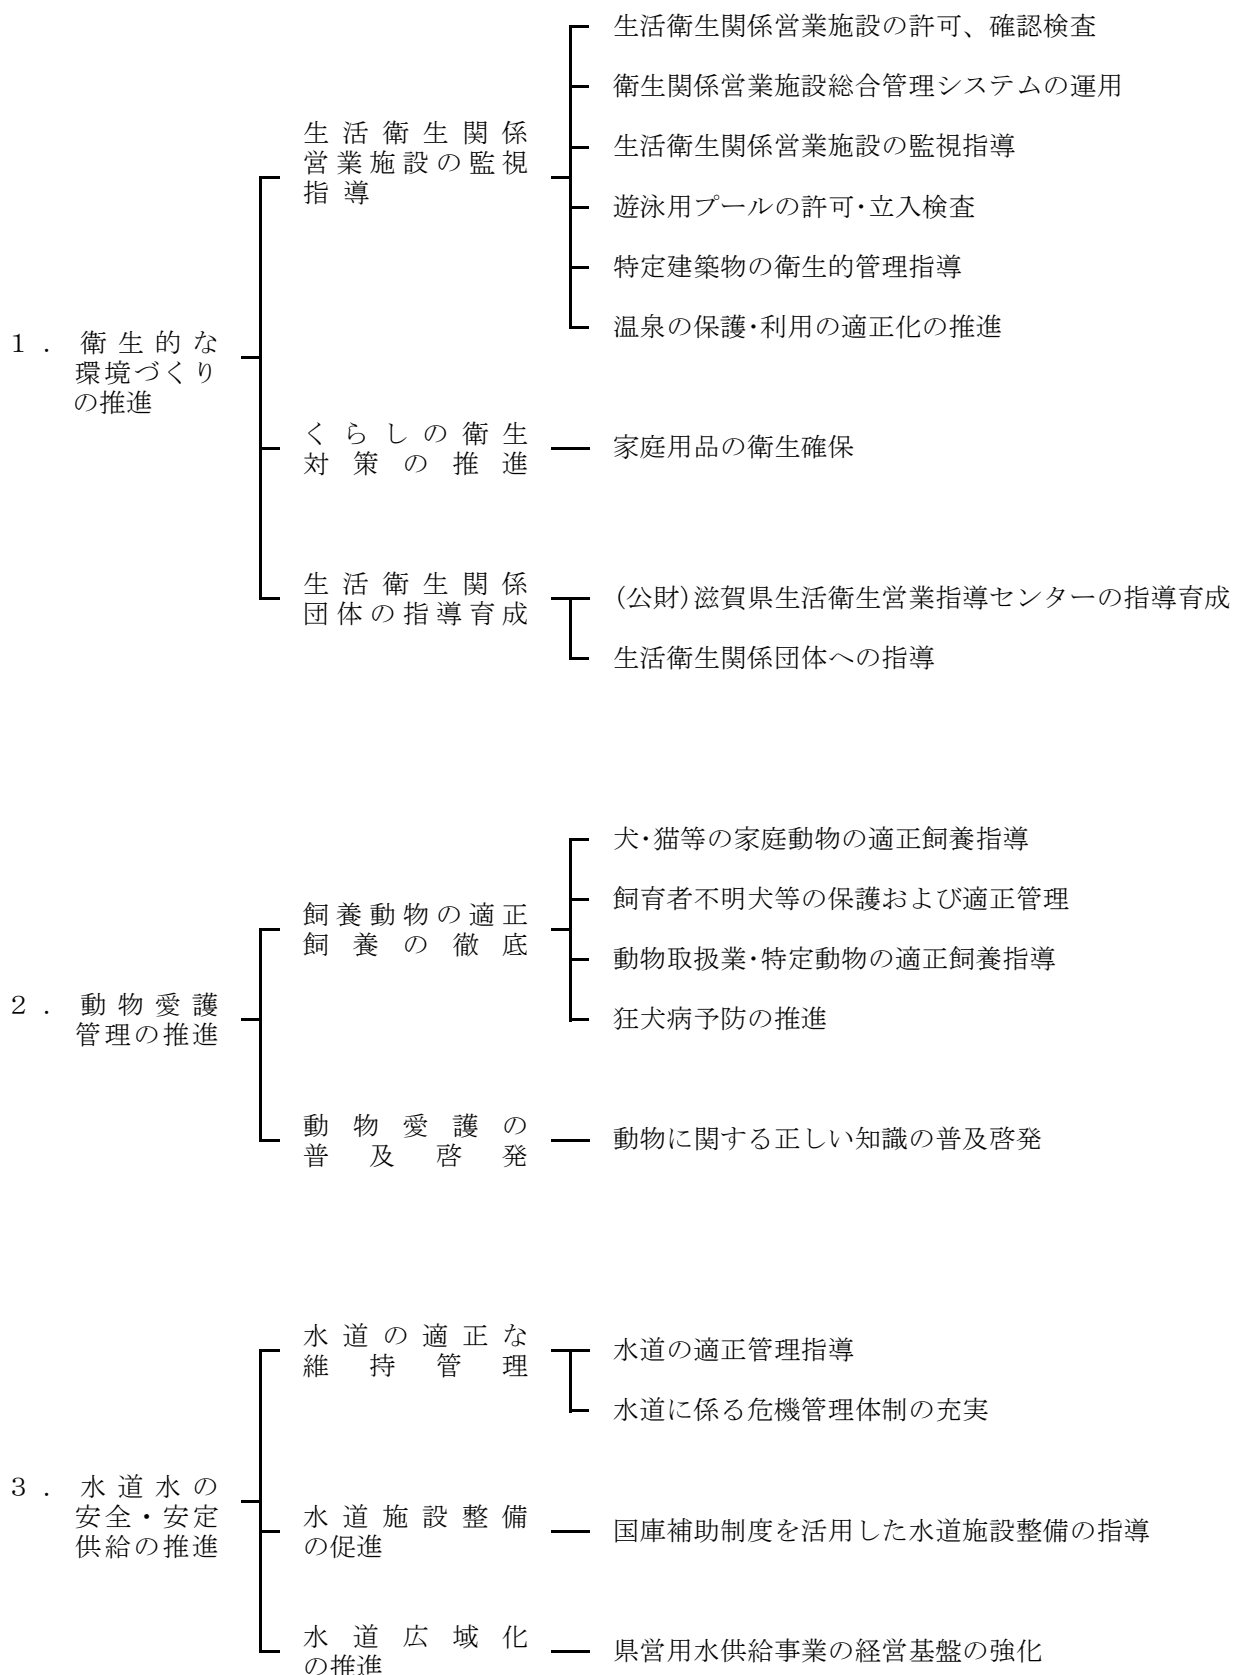 1. 衛生的な
環境づくり
の推進
生活衛生関係
営業施設の監視
指導
生活衛生関係営業施設の許可、確認検査
衛生関係営業施設総合管理システムの運用
生活衛生関係営業施設の監視指導
遊泳用プールの許可・立入検査
特定建築物の衛生的管理指導
温泉の保護・利用の適正化の推進
くらしの衛生
対策の推進
家庭用品の衛生確保
生活衛生関係
団体の指導育成
(公財)滋賀県生活衛生営業指導センターの指導育成
生活衛生関係団体への指導
2. 動物愛護
管理の推進
飼養動物の適正
飼養の徹底
犬・猫等の家庭動物の適正飼養指導
飼育者不明犬等の保護および適正管理
動物取扱業・特定動物の適正飼養指導
狂犬病予防の推進
動物愛護の
普及啓発
動物に関する正しい知識の普及啓発
3. 水道水の
安全・安定
供給の推進
水道の適正な
維持管理
水道の適正管理指導
水道に係る危機管理体制の充実
水道施設整備
の促進
国庫補助制度を活用した水道施設整備の指導
水道広域化
の推進
県営用水供給事業の経営基盤の強化